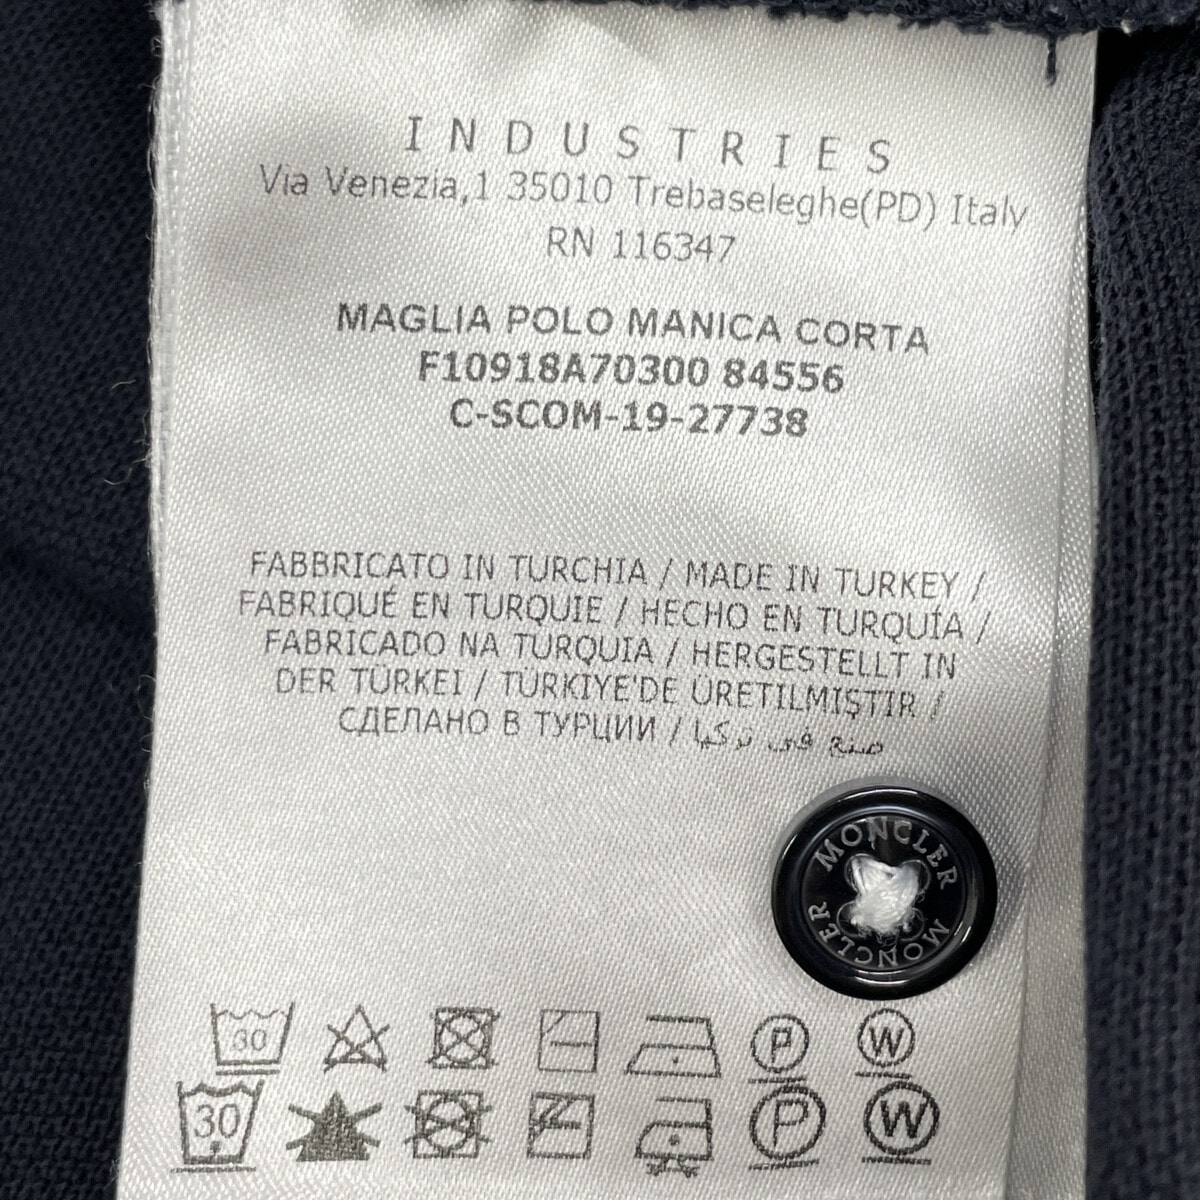 INDUSTRIES
Via Venezia,1 35010 Trebaseleghe(PD) Italy
RN 116347
MAGLIA POLO MANICA CORTA
F10918A70300 84556
C-SCOM-19-27738
FABBRICATO IN TURCHIA / MADE IN TURKEY /
FABRIQUÉ EN TURQUIE / HECHO EN TURQUÍA /
FABRICADO NA TURQUIA / HERGESTELLT IN
DER TÜRKEI / TÜRKIYE'DE ÜRETILMIŞTIR /
СДЕЛАНО В ТУРЦИИ / صنع في تركيا
MONCLER
MONCLER
30 P W
30 P W